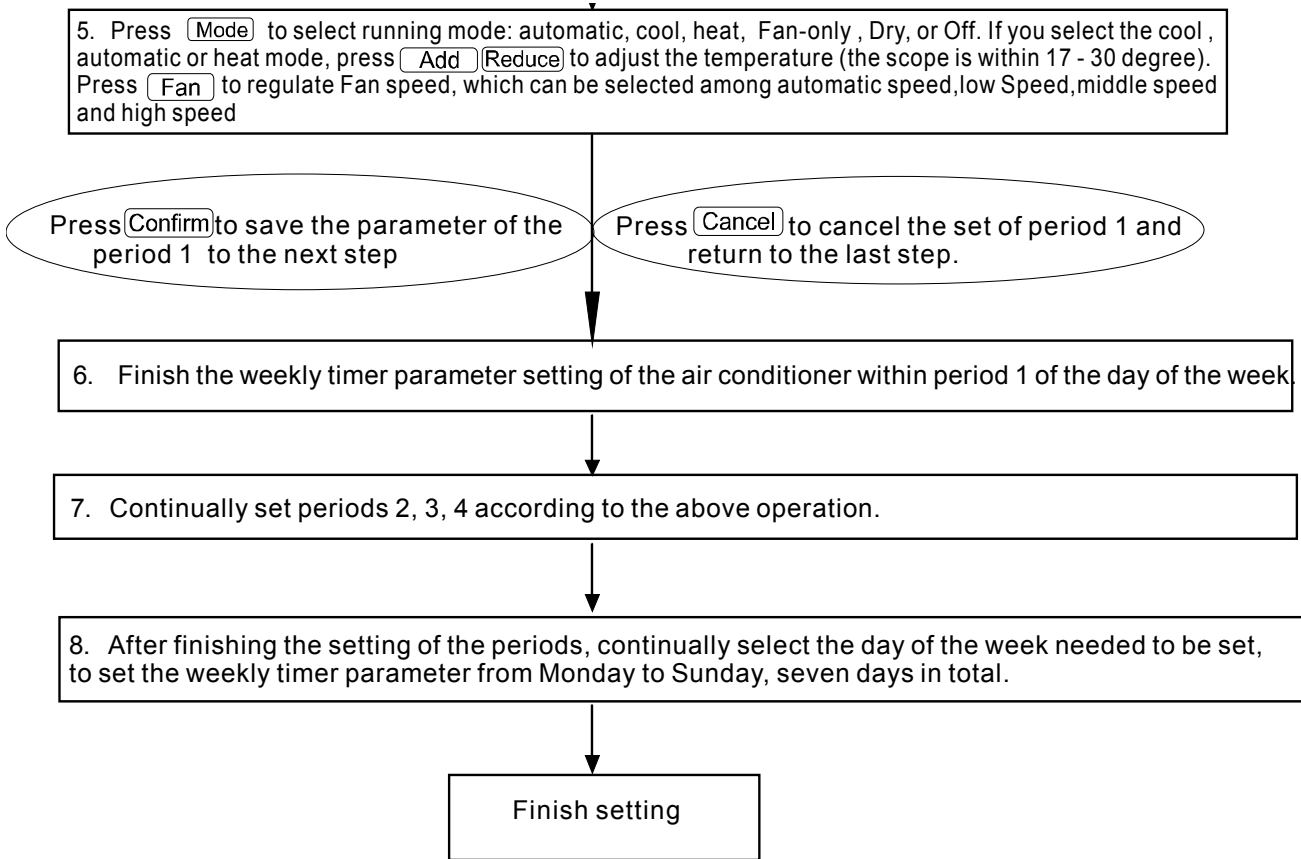 5. Press Mode to select running mode: automatic, cool, heat, Fan-only , Dry, or Off. If you select the cool ,
automatic or heat mode, press Add Reduce to adjust the temperature (the scope is within 17 - 30 degree).
Press Fan to regulate Fan speed, which can be selected among automatic speed,low Speed,middle speed
and high speed
Press Confirm to save the parameter of the
period 1 to the next step
Press Cancel to cancel the set of period 1 and
return to the last step.
6. Finish the weekly timer parameter setting of the air conditioner within period 1 of the day of the week.
7. Continually set periods 2, 3, 4 according to the above operation.
8. After finishing the setting of the periods, continually select the day of the week needed to be set,
to set the weekly timer parameter from Monday to Sunday, seven days in total.
Finish setting